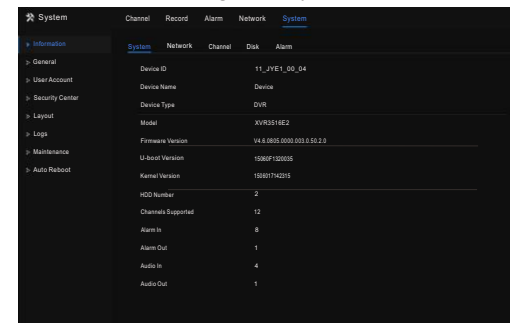 System
Channel Record Alarm Network System
Information
General
User Account
Security Center
Layout
Logs
Maintenance
Auto Reboot
System Network Channel Disk Alarm
Device ID 11_JYE1_00_04
Device Name Device
Device Type DVR
Model XVR3516E2
Firmware Version V4.6.0805.0000.003.0.50.2.0
U-boot Version 15060F1320035
Kernel Version 1506017142315
HDD Number 2
Channels Supported 12
Alarm In 8
Alarm Out 1
Audio In 4
Audio Out 1